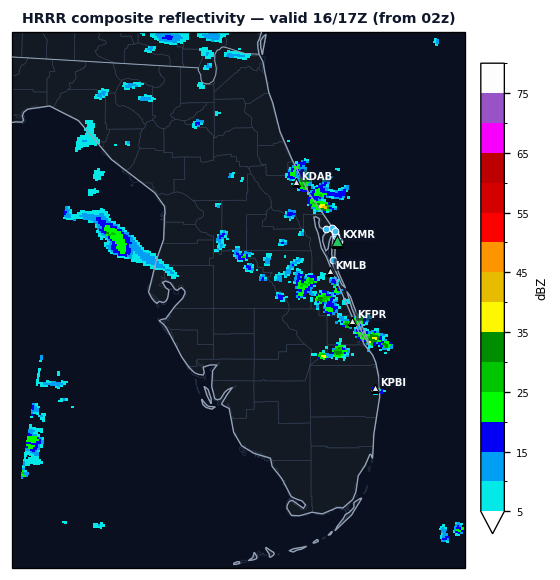 HRRR composite reflectivity — valid 16/17Z (from 02z)
KDAB
KXMR
KMLB
KFPR
KPBI
75
65
55
45
35
25
15
5
dBZ